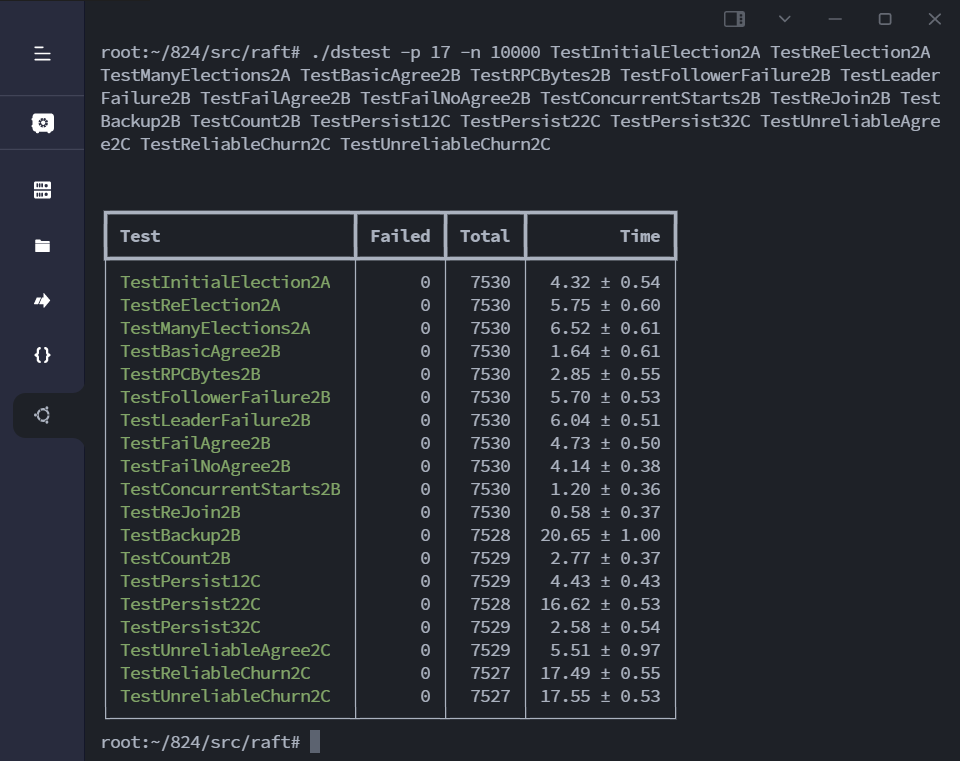 root:~/824/src/raft# ./dstest -p 17 -n 10000 TestInitialElection2A TestReElection2A
TestManyElections2A TestBasicAgree2B TestRPCBytes2B TestFollowerFailure2B TestLeader
Failure2B TestFailAgree2B TestFailNoAgree2B TestConcurrentStarts2B TestReJoin2B Test
Backup2B TestCount2B TestPersist12C TestPersist22C TestPersist32C TestUnreliableAgre
e2C TestReliableChurn2C TestUnreliableChurn2C
Test Failed Total Time
TestInitialElection2A 0 7530 4.32 ± 0.54
TestReElection2A 0 7530 5.75 ± 0.60
TestManyElections2A 0 7530 6.52 ± 0.61
TestBasicAgree2B 0 7530 1.64 ± 0.61
TestRPCBytes2B 0 7530 2.85 ± 0.55
TestFollowerFailure2B 0 7530 5.70 ± 0.53
TestLeaderFailure2B 0 7530 6.04 ± 0.51
TestFailAgree2B 0 7530 4.73 ± 0.50
TestFailNoAgree2B 0 7530 4.14 ± 0.38
TestConcurrentStarts2B 0 7530 1.20 ± 0.36
TestReJoin2B 0 7530 0.58 ± 0.37
TestBackup2B 0 7528 20.65 ± 1.00
TestCount2B 0 7529 2.77 ± 0.37
TestPersist12C 0 7529 4.43 ± 0.43
TestPersist22C 0 7528 16.62 ± 0.53
TestPersist32C 0 7529 2.58 ± 0.54
TestUnreliableAgree2C 0 7529 5.51 ± 0.97
TestReliableChurn2C 0 7527 17.49 ± 0.55
TestUnreliableChurn2C 0 7527 17.55 ± 0.53
root:~/824/src/raft#